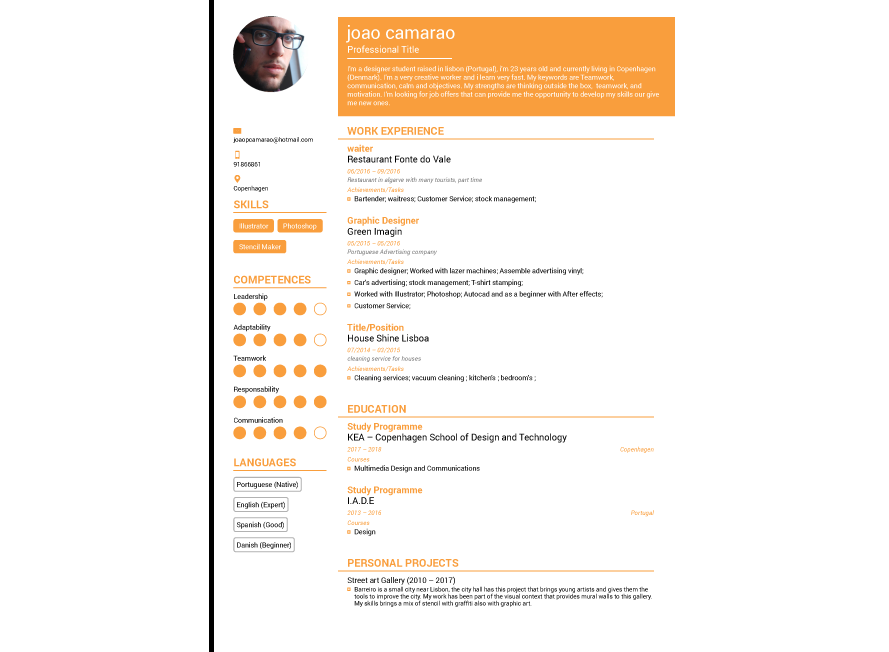 joao camarao
Professional Title
I'm a designer student raised in lisboa (Portugal), I'm 23 years old and currently living in Copenhagen
(Denmark). I'm a very creative worker and i learn very fast. My keywords are Teamwork,
communication, calm and objectives. My strengths are thinking outside the box, teamwork, and
motivation. I'm looking for job offers that can provide me the opportunity to develop my skills our give
me new ones.
joaopcamarao@hotmail.com
91866861
Copenhagen
SKILLS
Illustrator Photoshop
Stencil Maker
COMPETENCES
Leadership
Adaptability
Teamwork
Responsability
Communication
LANGUAGES
Portuguese (Native)
English (Expert)
Spanish (Good)
Danish (Beginner)
WORK EXPERIENCE
waiter
Restaurant Fonte do Vale
06/2016 – 09/2016
Restaurant in algarve with many tourists, part time
Achievements/Tasks
Bartender; waitress; Customer Service; stock management;
Graphic Designer
Green Imagin
05/2015 – 05/2016
Portuguese Advertising company
Achievements/Tasks
Graphic designer; Worked with lazer machines; Assemble advertising vinyl;
Car's advertising; stock management; T-shirt stamping;
Worked with Illustrator; Photoshop; Autocad and as a beginner with After effects;
Customer Service;
Title/Position
House Shine Lisboa
01/2014 – 03/2015
cleaning service for houses
Achievements/Tasks
Cleaning services; vacuum cleaning ; kitchen's ; bedroom's ;
EDUCATION
Study Programme
KEA – Copenhagen School of Design and Technology
2017 – 2018 Copenhagen
Courses
Multimedia Design and Communications
Study Programme
I.A.D.E
2013 – 2016 Portugal
Courses
Design
PERSONAL PROJECTS
Street art Gallery (2010 – 2017)
Barreiro is a small city near Lisbon, the city hall has this project that brings young artists and gives them the
tools to improve the city. My work has been part of the visual context that provides mural walls to this gallery.
My skills brings a mix of stencil with graffiti also with graphic art.